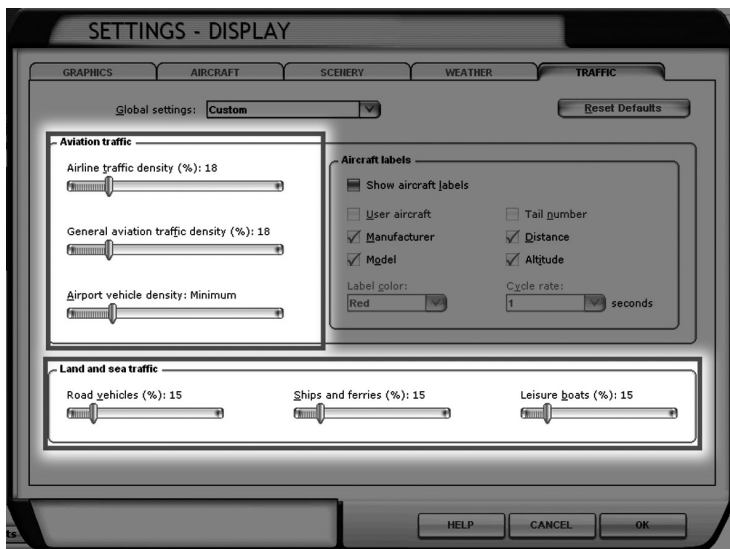 SETTINGS - DISPLAY
GRAPHICS AIRCRAFT SCENERY WEATHER TRAFFIC
Global settings: Custom Reset Defaults
Aviation traffic
Airline traffic density (%): 18
General aviation traffic density (%): 18
Airport vehicle density: Minimum
Aircraft labels
Show aircraft labels
User aircraft Tail number
Manufacturer Distance
Model Altitude
Label color: Cycle rate:
Red 1 seconds
Land and sea traffic
Road vehicles (%): 15 Ships and ferries (%): 15 Leisure boats (%): 15
HELP CANCEL OK
ts